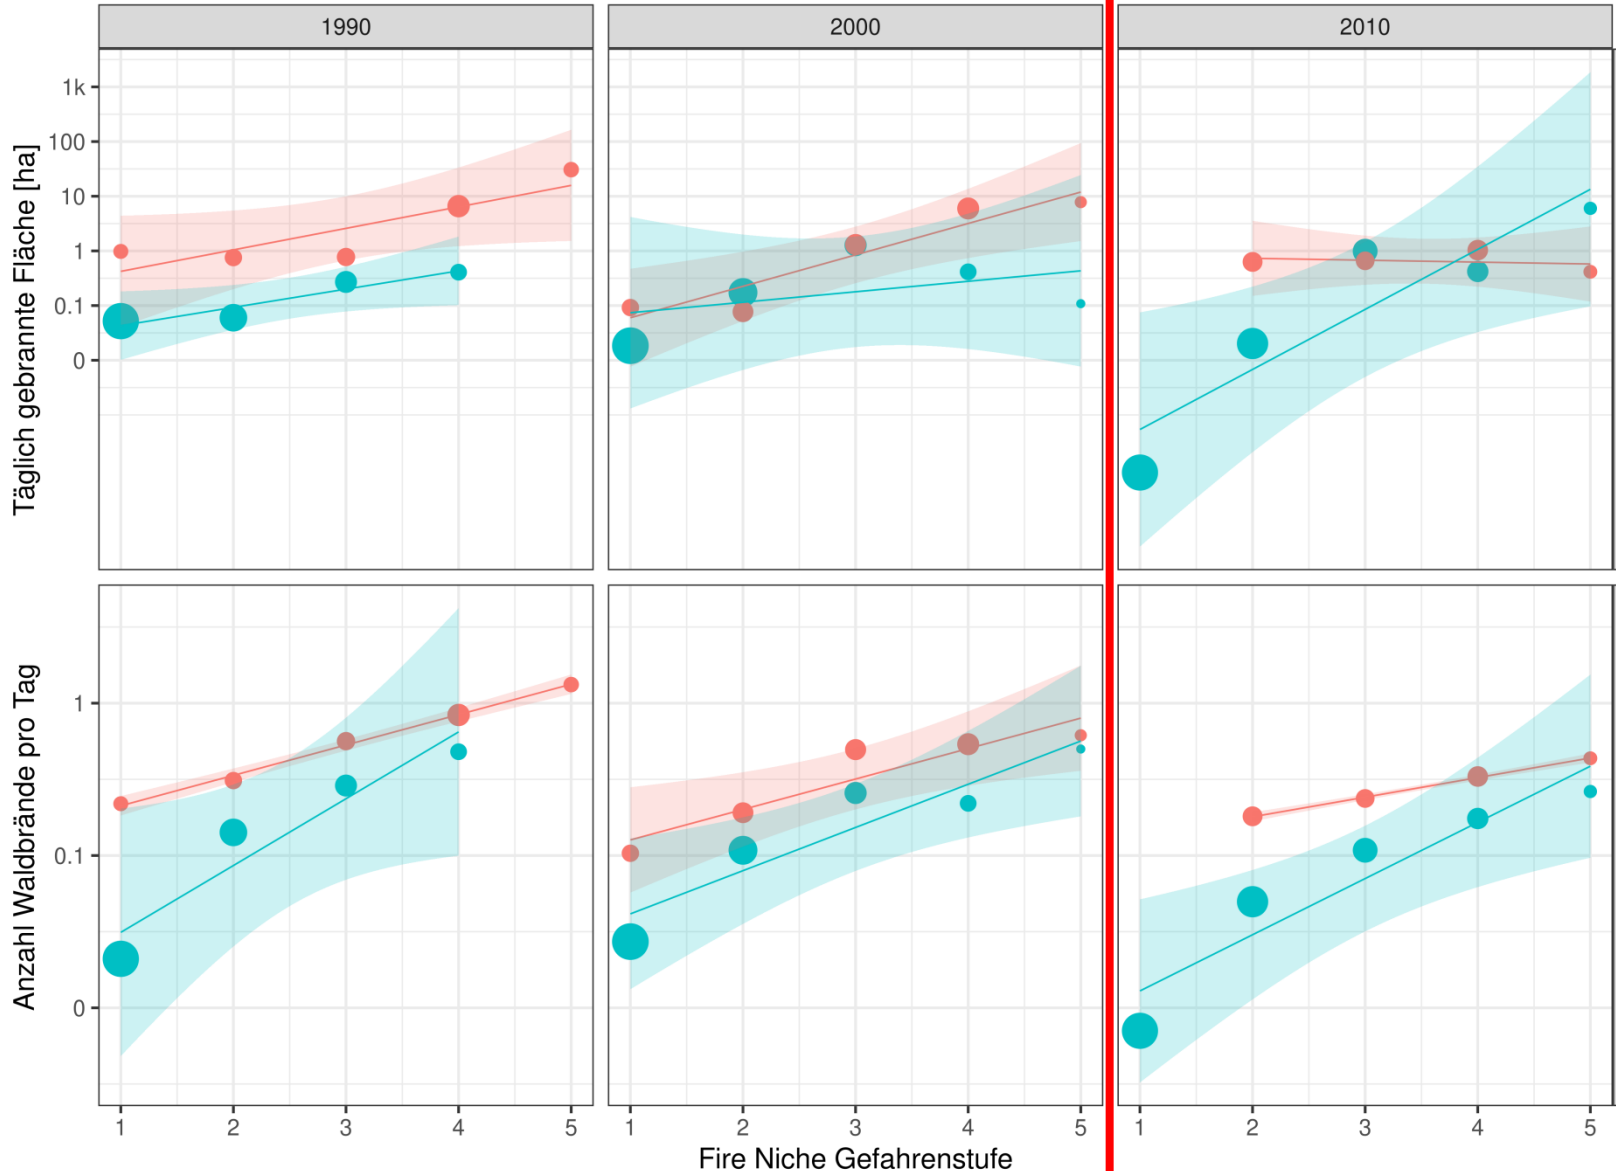 1990 2000 2010
Täglich gebrannte Fläche [ha]
1k
100
10
1
0.1
0
Anzahl Waldbrände pro Tag
1
0.1
0
1 2 3 4 5 1 2 3 4 5 1 2 3 4 5
Fire Niche Gefahrenstufe